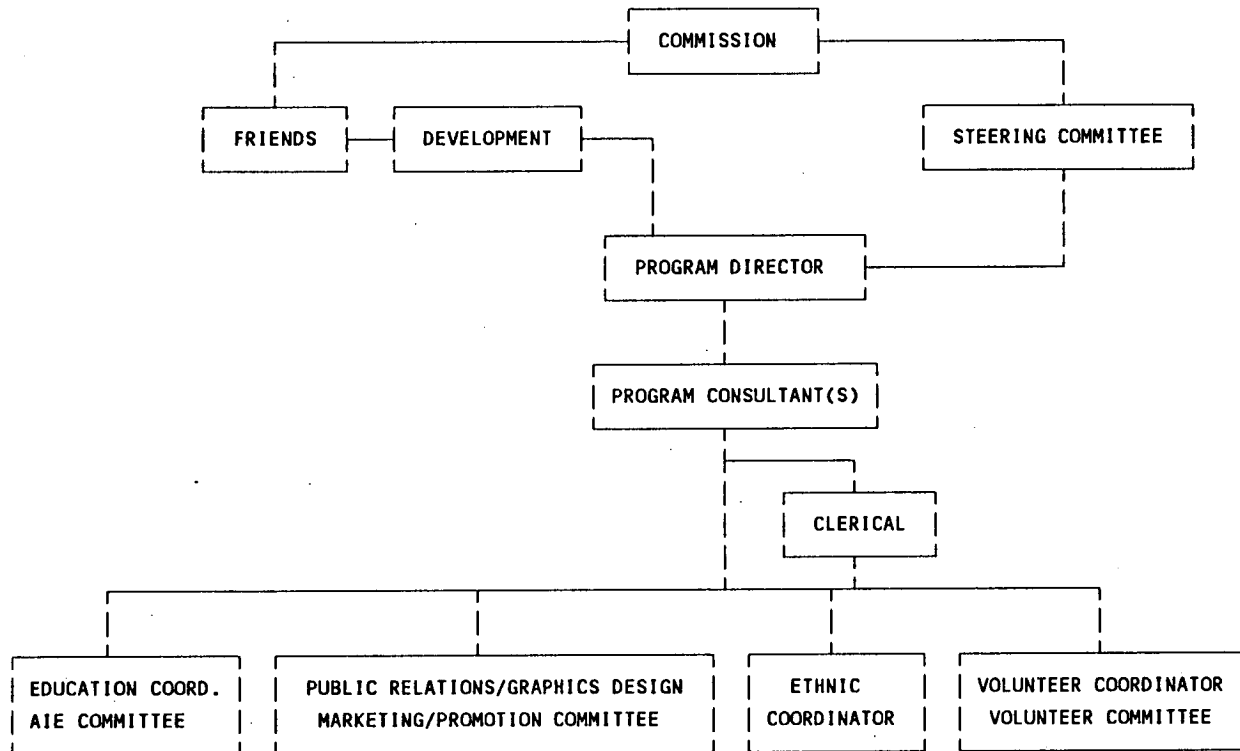 COMMISSION
FRIENDS
DEVELOPMENT
STEERING COMMITTEE
PROGRAM DIRECTOR
PROGRAM CONSULTANT(S)
CLERICAL
EDUCATION COORD.
AIE COMMITTEE
PUBLIC RELATIONS/GRAPHICS DESIGN
MARKETING/PROMOTION COMMITTEE
ETHNIC
COORDINATOR
VOLUNTEER COORDINATOR
VOLUNTEER COMMITTEE